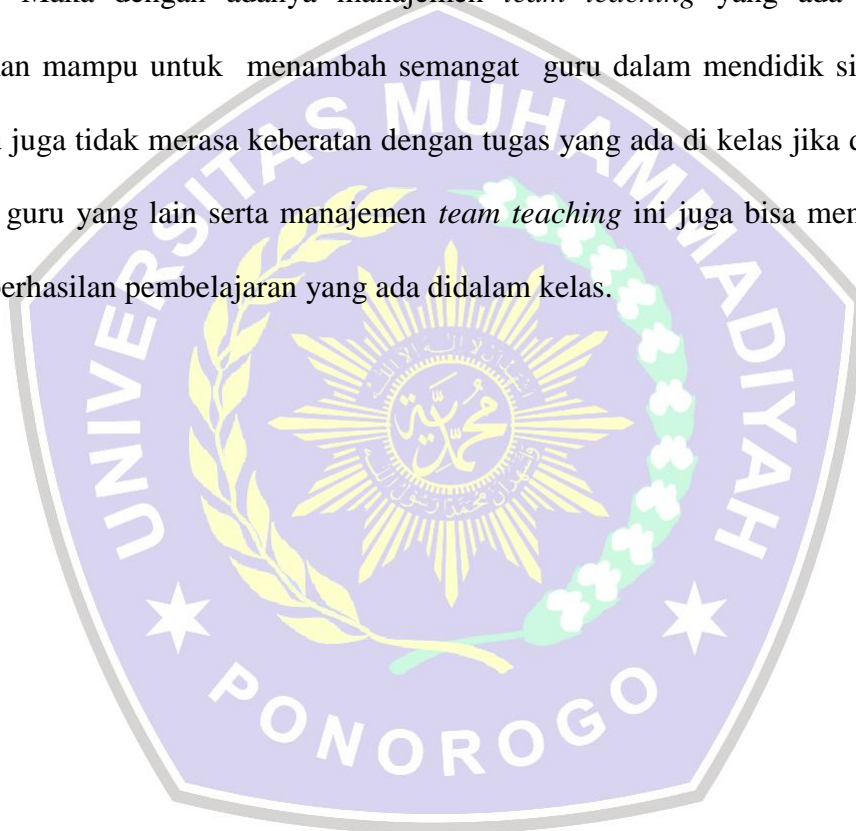 Maka dengan adanya manajemen team teaching yang ada
an mampu untuk menambah semangat guru dalam mendidik si
juga tidak merasa keberatan dengan tugas yang ada di kelas jika
guru yang lain serta manajemen team teaching ini juga bisa men
berhasilan pembelajaran yang ada didalam kelas.
UNIVERSITAS MUHAMMADIYAH
محمدية
PONOROGO